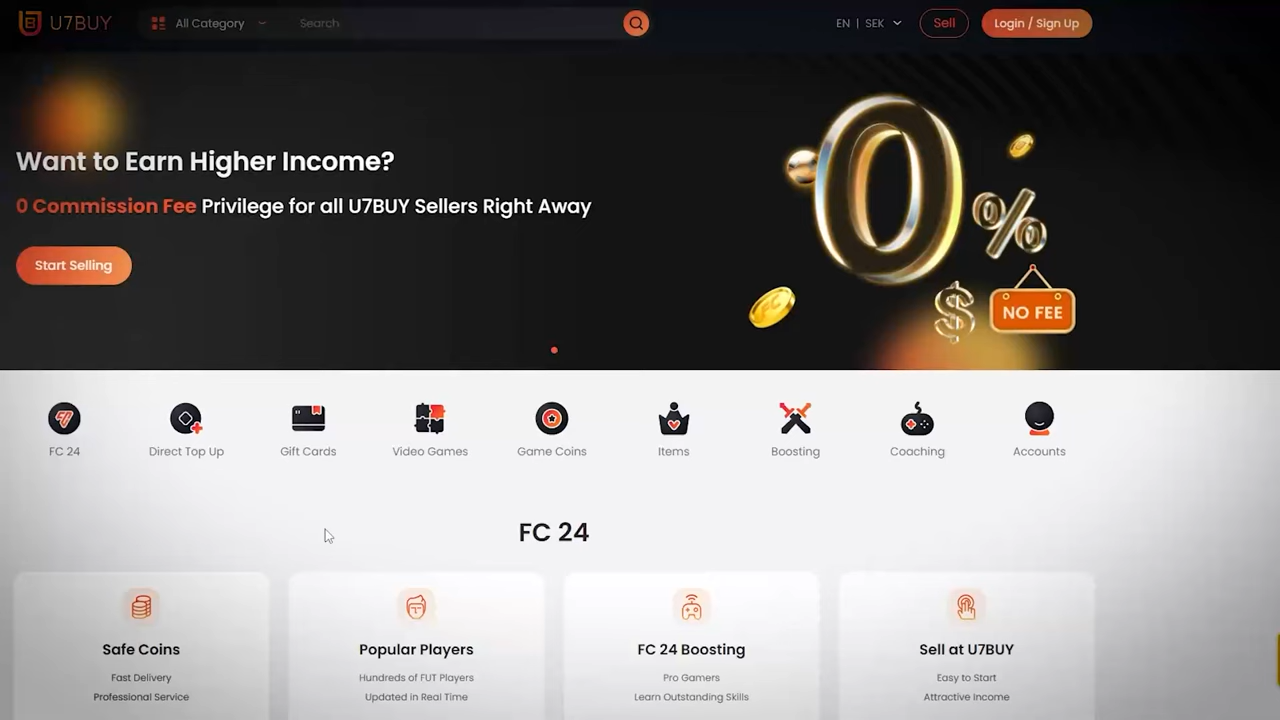 U7BUY
All Category
Search
EN | SEK
Sell
Login / Sign Up
Want to Earn Higher Income?
0 Commission Fee Privilege for all U7BUY Sellers Right Away
Start Selling
0%
FC
$
NO FEE
FC 24
Direct Top Up
Gift Cards
Video Games
Game Coins
Items
Boosting
Coaching
Accounts
FC 24
Safe Coins
Fast Delivery
Professional Service
Popular Players
Hundreds of FUT Players
Updated in Real Time
FC 24 Boosting
Pro Gamers
Learn Outstanding Skills
Sell at U7BUY
Easy to Start
Attractive Income